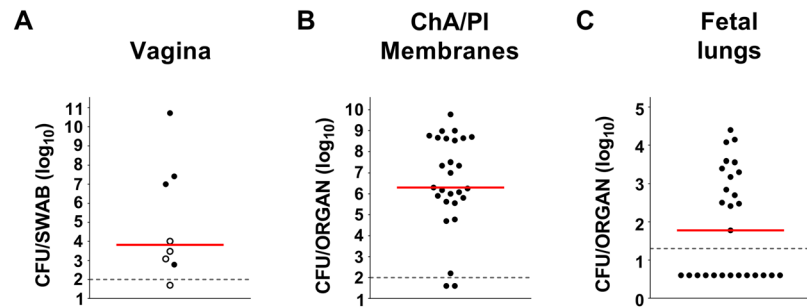 A
Vagina
CFU/SWAB (log10)
11
10
9
8
7
6
5
4
3
2
1
B
ChA/Pl
Membranes
CFU/ORGAN (log10)
10
9
8
7
6
5
4
3
2
1
C
Fetal
lungs
CFU/ORGAN (log10)
5
4
3
2
1
0